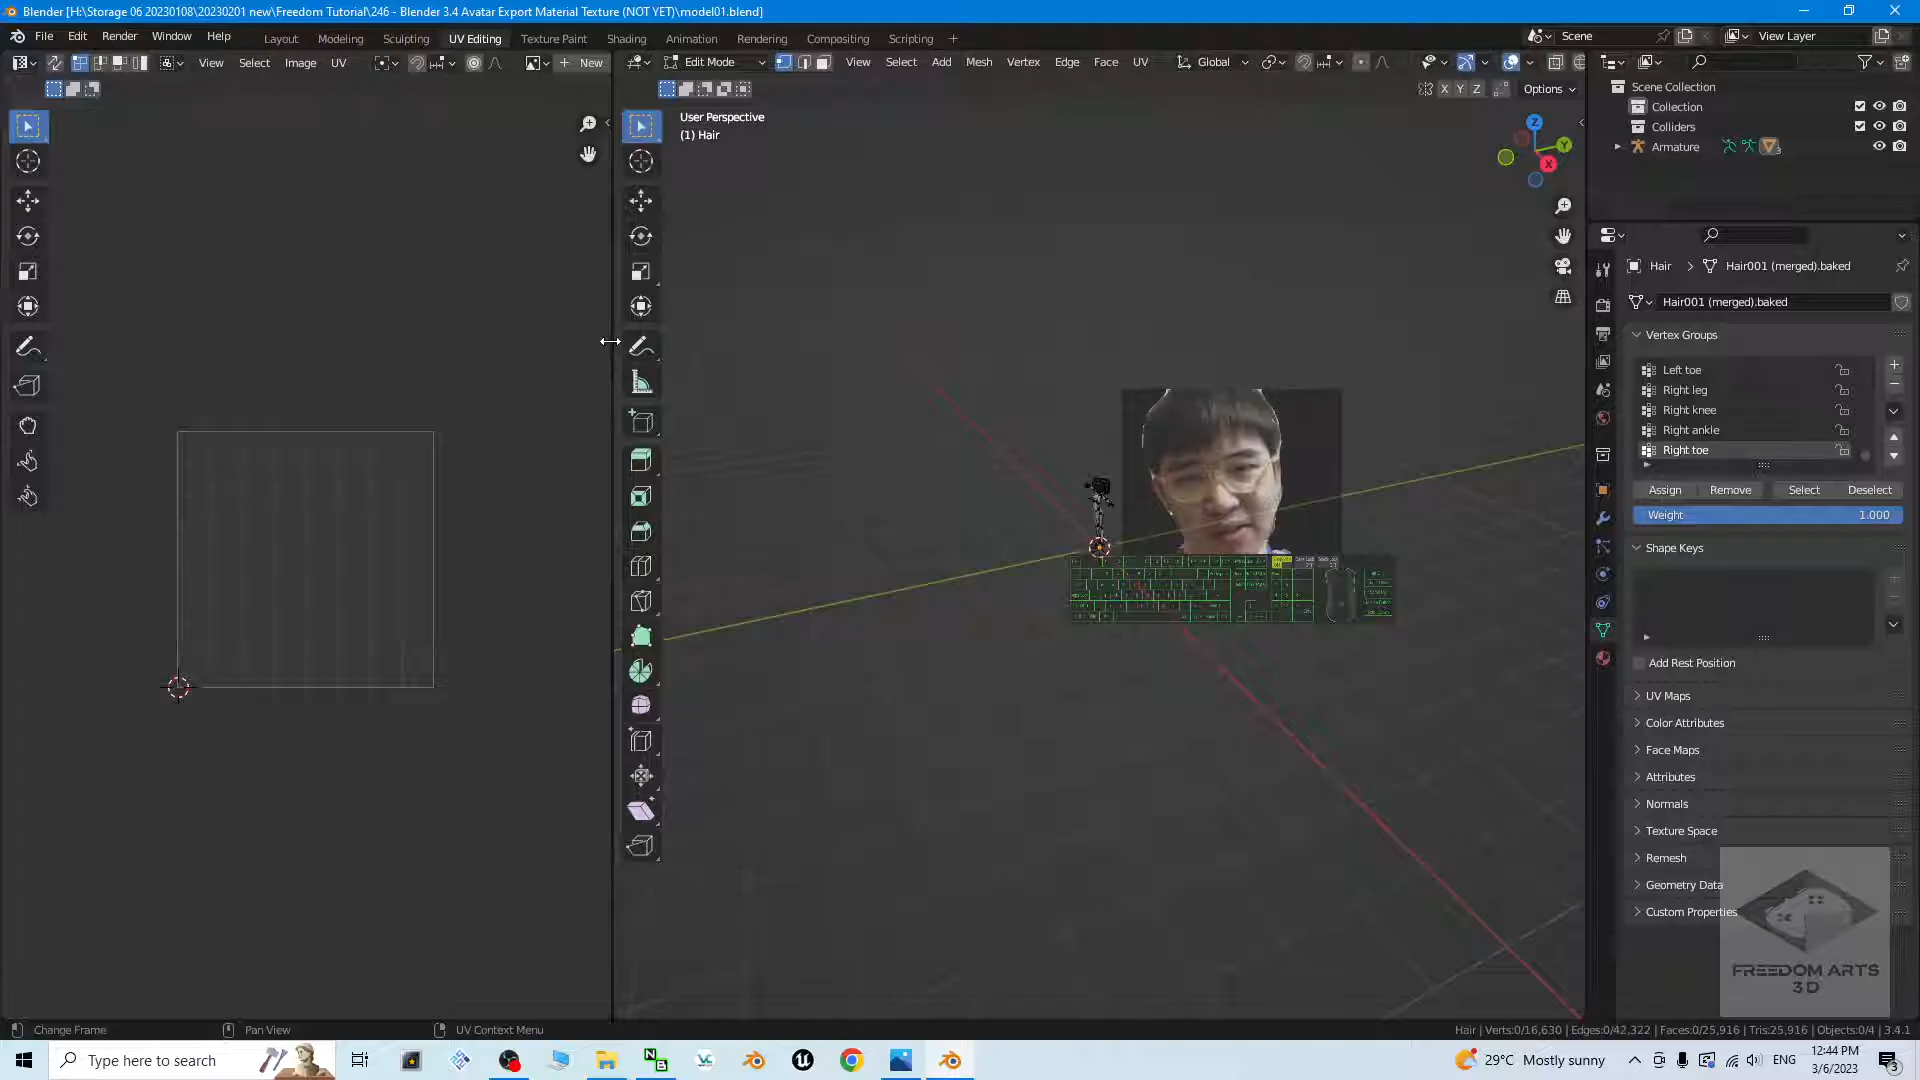 Blender [H:\Storage 06 20230108\20230201 new\Freedom Tutorial\246 - Blender 3.4 Avatar Export Material Texture (NOT YET)\model01.blend]
File Edit Render Window Help
Layout Modeling Sculpting UV Editing Texture Paint Shading Animation Rendering Compositing Scripting +
Scene
View Layer
View Select Image UV
+ New
Edit Mode
View Select Add Mesh Vertex Edge Face UV
Global
X Y Z
Options
User Perspective
(1) Hair
Z
Y
X
Scene Collection
Collection
Colliders
Armature
3
Hair > Hair001 (merged).baked
Hair001 (merged).baked
Vertex Groups
Left toe
Right leg
Right knee
Right ankle
Right toe
Assign Remove Select Deselect
Weight 1.000
Shape Keys
Add Rest Position
UV Maps
Color Attributes
Face Maps
Attributes
Normals
Texture Space
Remesh
Geometry Data
Custom Properties
FREEDOM ARTS
3D
Change Frame
Pan View
UV Context Menu
Hair | Verts:0/16,630 | Edges:0/42,322 | Faces:0/25,916 | Tris:25,916 | Objects:0/4 | 3.4.1
Type here to search
29°C Mostly sunny
ENG
12:44 PM
3/6/2023
3